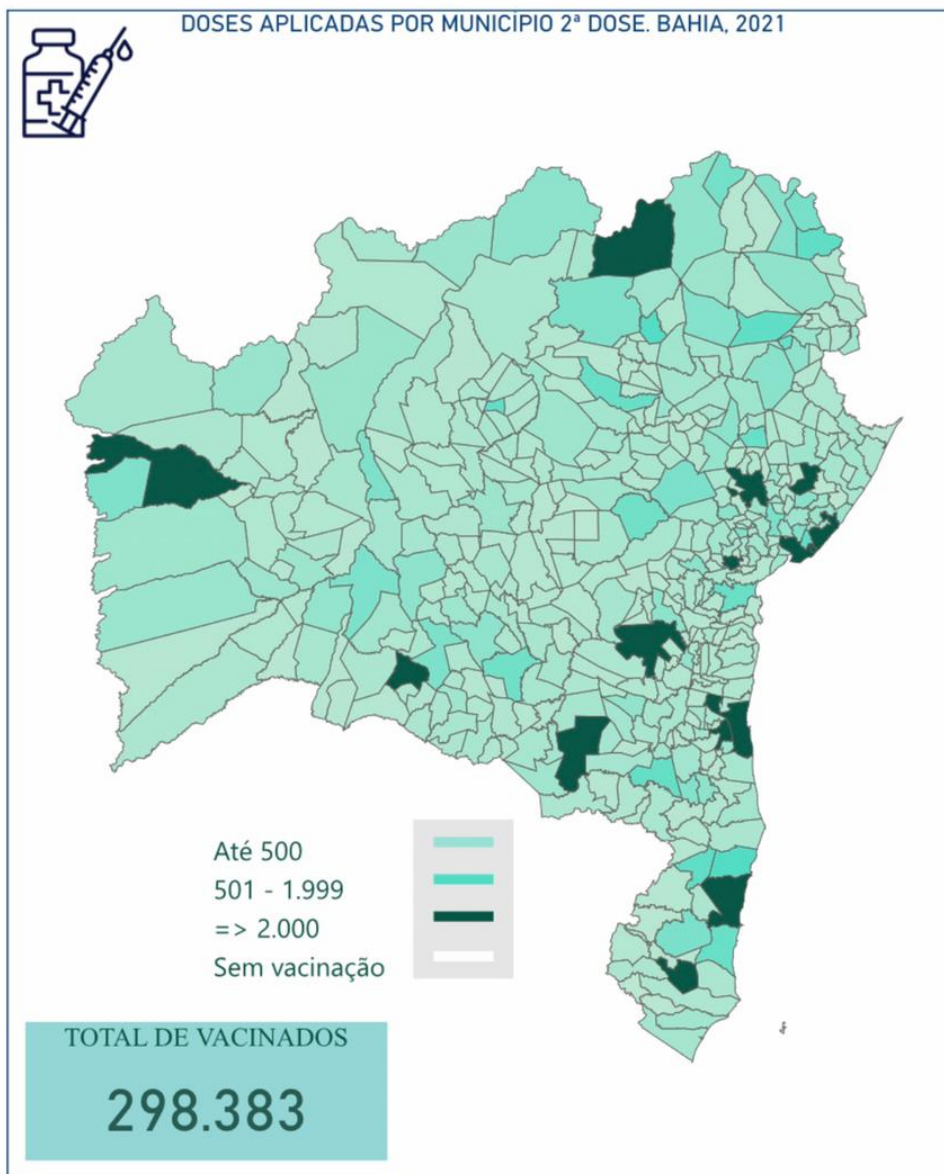 DOSES APLICADAS POR MUNICÍPIO 2ª DOSE. BAHIA, 2021
Até 500
501 - 1.999
= > 2.000
Sem vacinação
TOTAL DE VACINADOS
298.383